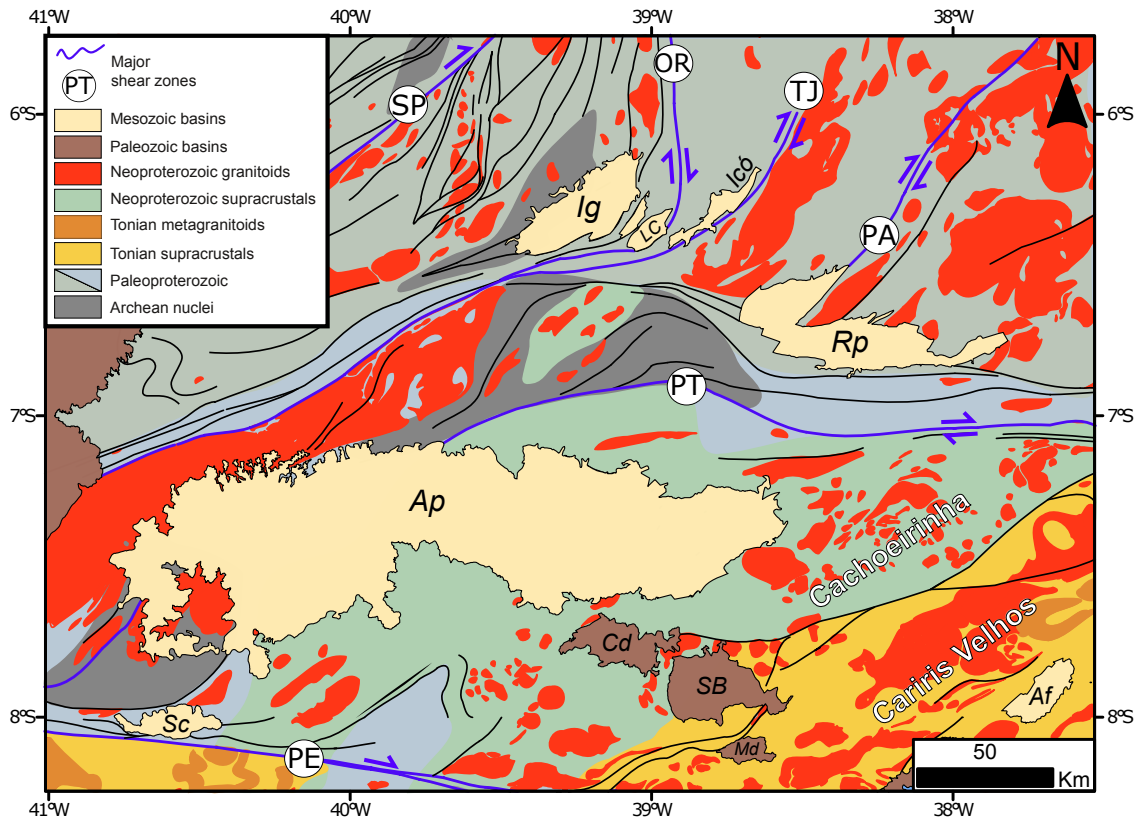 41°W 40°W 39°W 38°W
Major
shear zones
PT
Mesozoic basins
Paleozoic basins
Neoproterozoic granitoids
Neoproterozoic supracrustals
Tonian metagranitoids
Tonian supracrustals
Paleoproterozoic
Archean nuclei
N
OR
SP
TJ
6°S 6°S
Icó
Ig
LC
PA
Rp
PT
7°S 7°S
Ap
Cachoeirinha
Cariris Velhos
Cd
SB
Af
Sc
8°S 8°S
Md
PE
50
Km
41°W 40°W 39°W 38°W